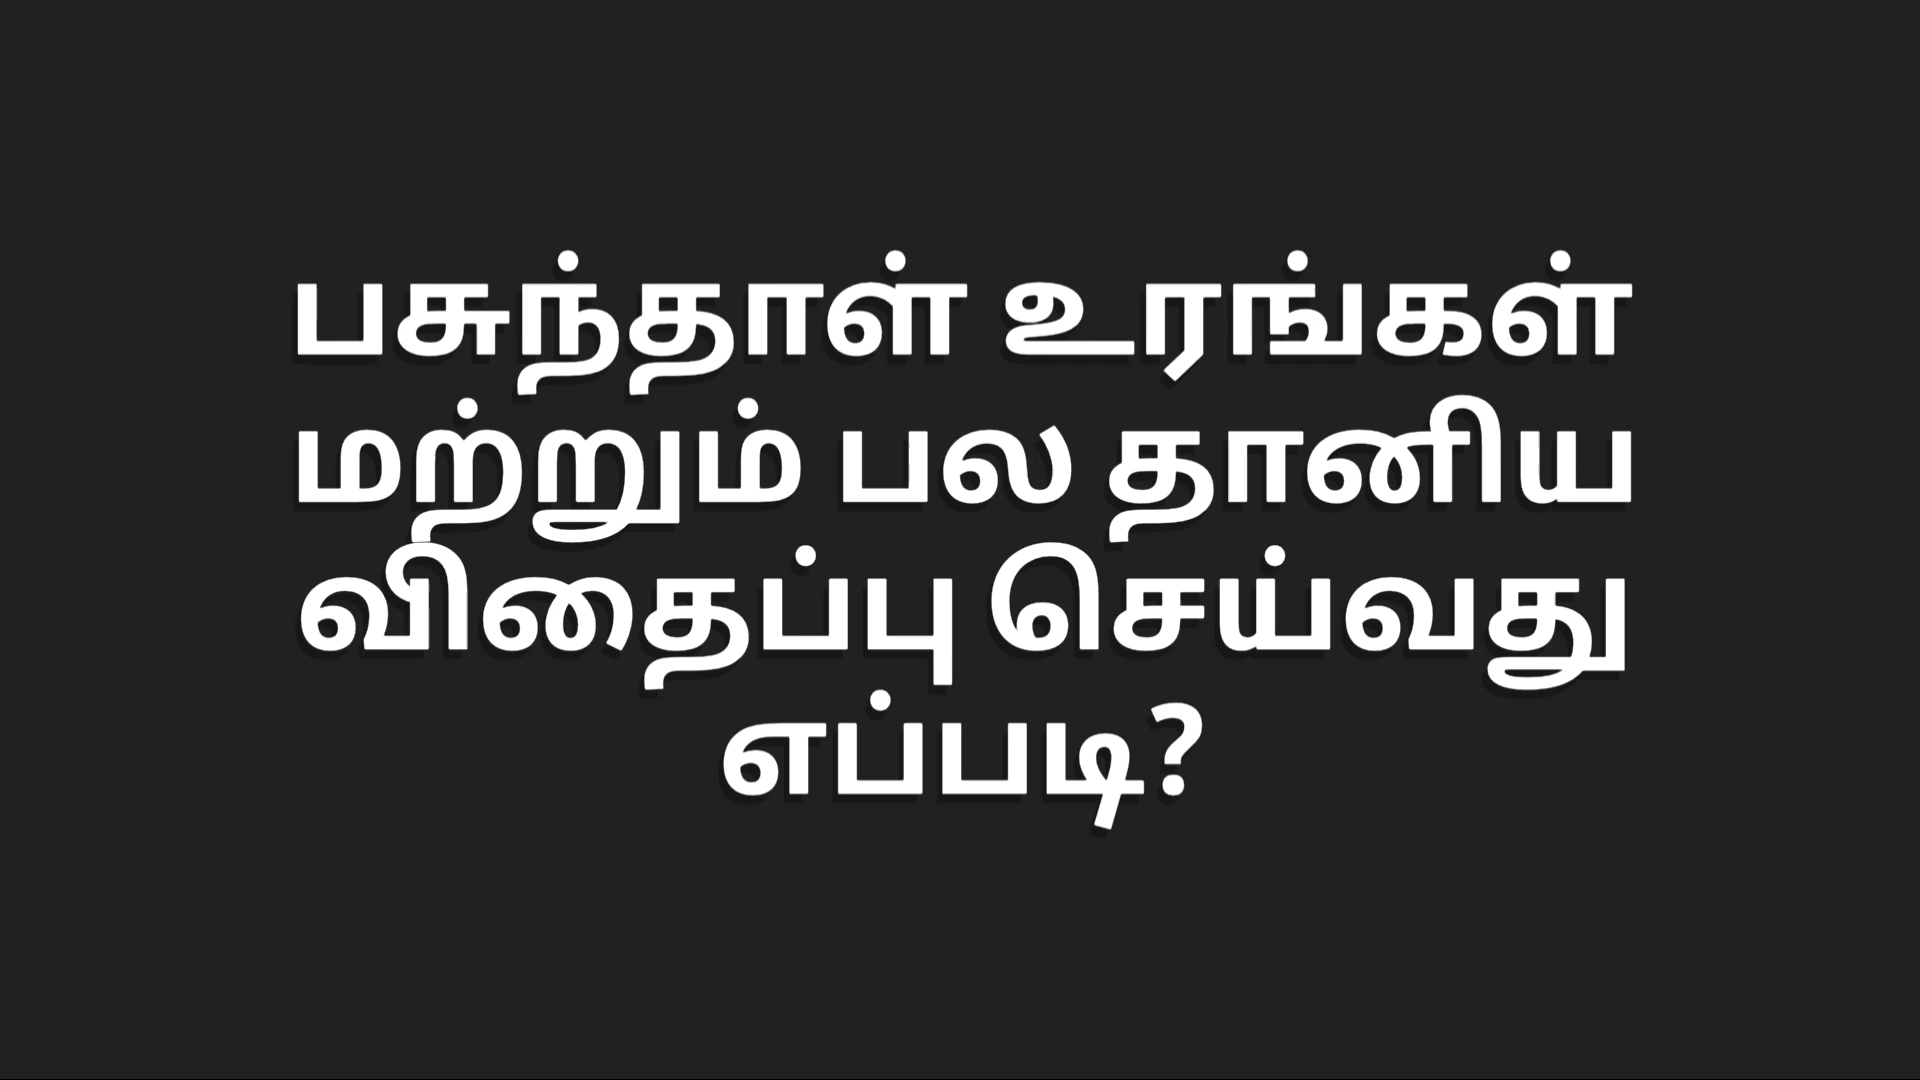 பசுந்தாள் உரங்கள்
மற்றும் பல தானிய
விதைப்பு செய்வது
எப்படி?